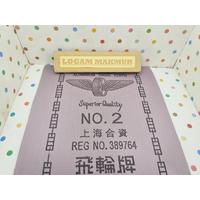 LOGAM MAKMUR
Superior Quality
NO. 2
上海合資
REG NO. 389764
飛輪牌